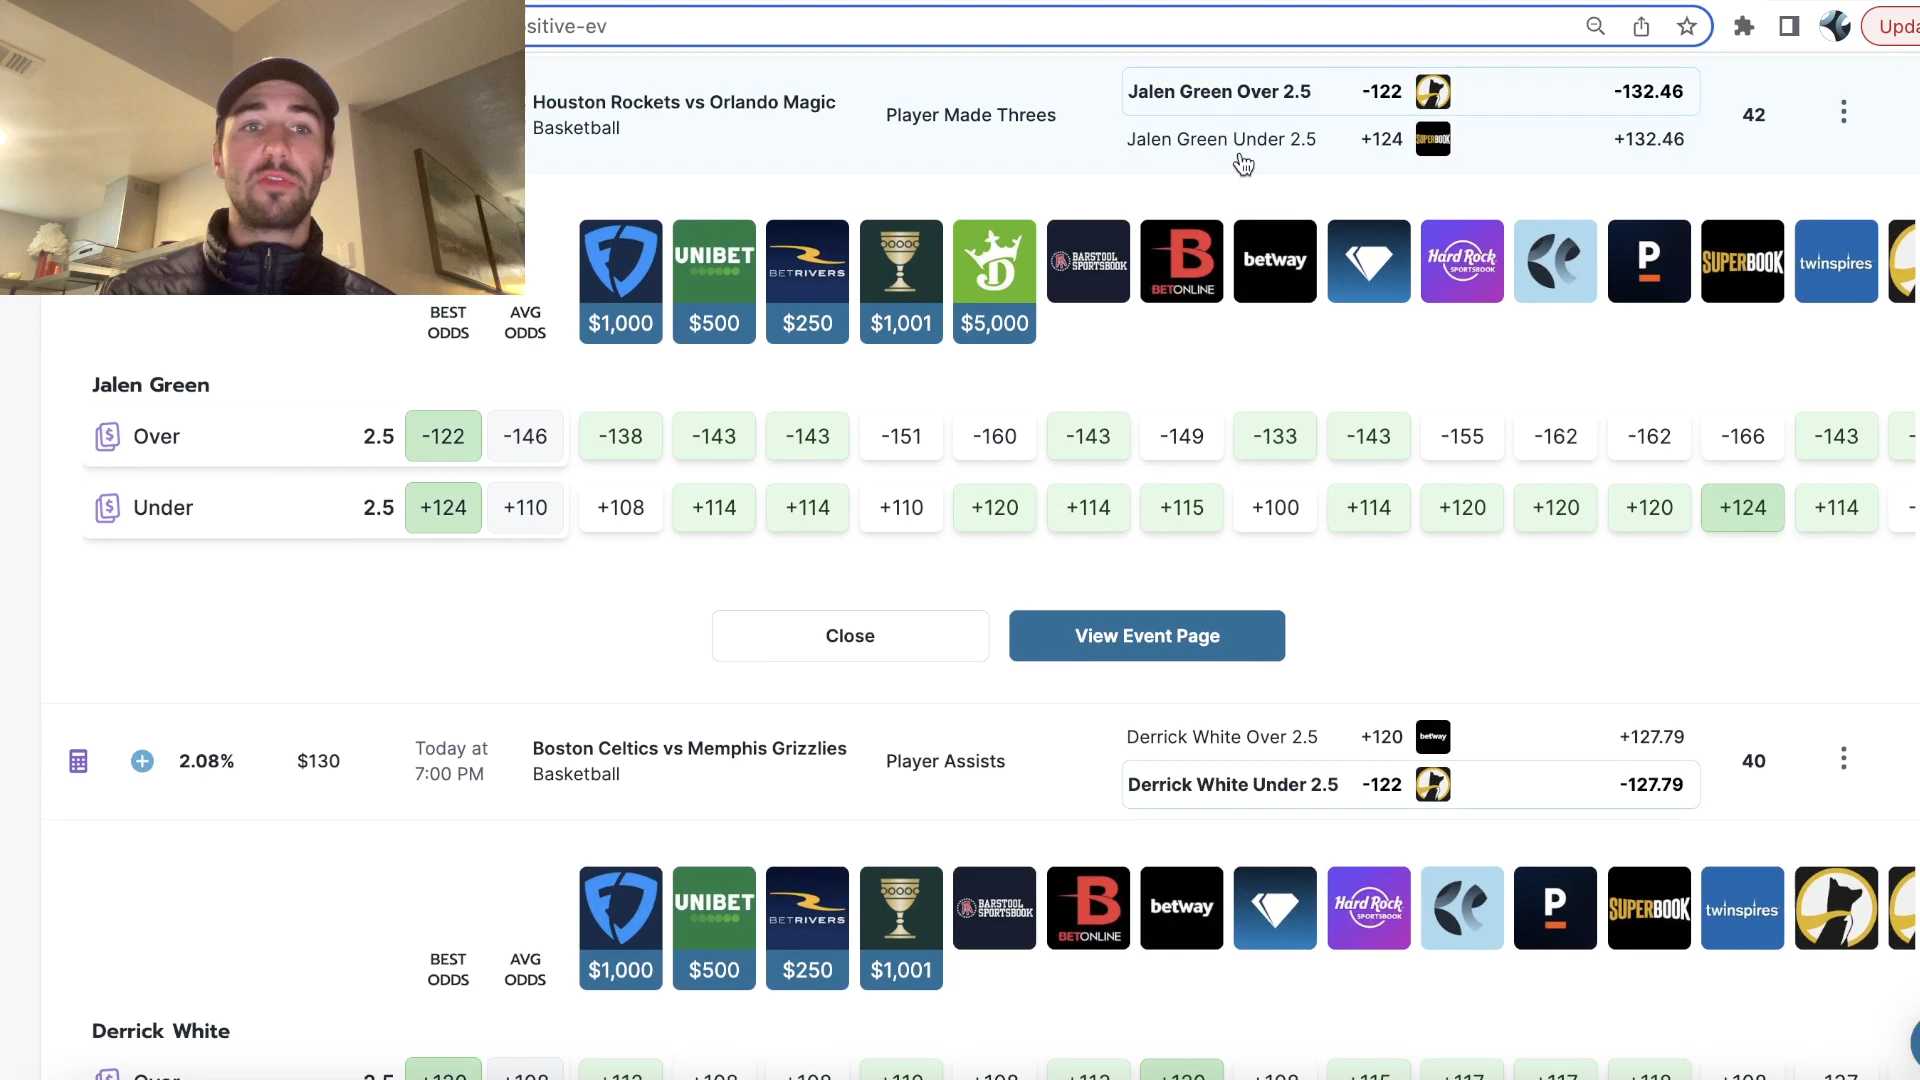 sitive-ev
Upda
Houston Rockets vs Orlando Magic
Basketball
Player Made Threes
Jalen Green Over 2.5 -122 -132.46
Jalen Green Under 2.5 +124 SUPERBOOK +132.46
42
UNIBET BETRIVERS BARSTOOL SPORTSBOOK B BETONLINE betway Hard Rock SPORTSBOOK P SUPERBOOK twinspires
$1,000 $500 $250 $1,001 $5,000
BEST ODDS AVG ODDS
Jalen Green
Over 2.5 -122 -146 -138 -143 -143 -151 -160 -143 -149 -133 -143 -155 -162 -162 -166 -143 -
Under 2.5 +124 +110 +108 +114 +114 +110 +120 +114 +115 +100 +114 +120 +120 +120 +124 +114 -
Close View Event Page
2.08% $130
Today at
7:00 PM
Boston Celtics vs Memphis Grizzlies
Basketball
Player Assists
Derrick White Over 2.5 +120 betway +127.79
Derrick White Under 2.5 -122 -127.79
40
UNIBET BETRIVERS BARSTOOL SPORTSBOOK B BETONLINE betway Hard Rock SPORTSBOOK P SUPERBOOK twinspires
$1,000 $500 $250 $1,001
BEST ODDS AVG ODDS
Derrick White